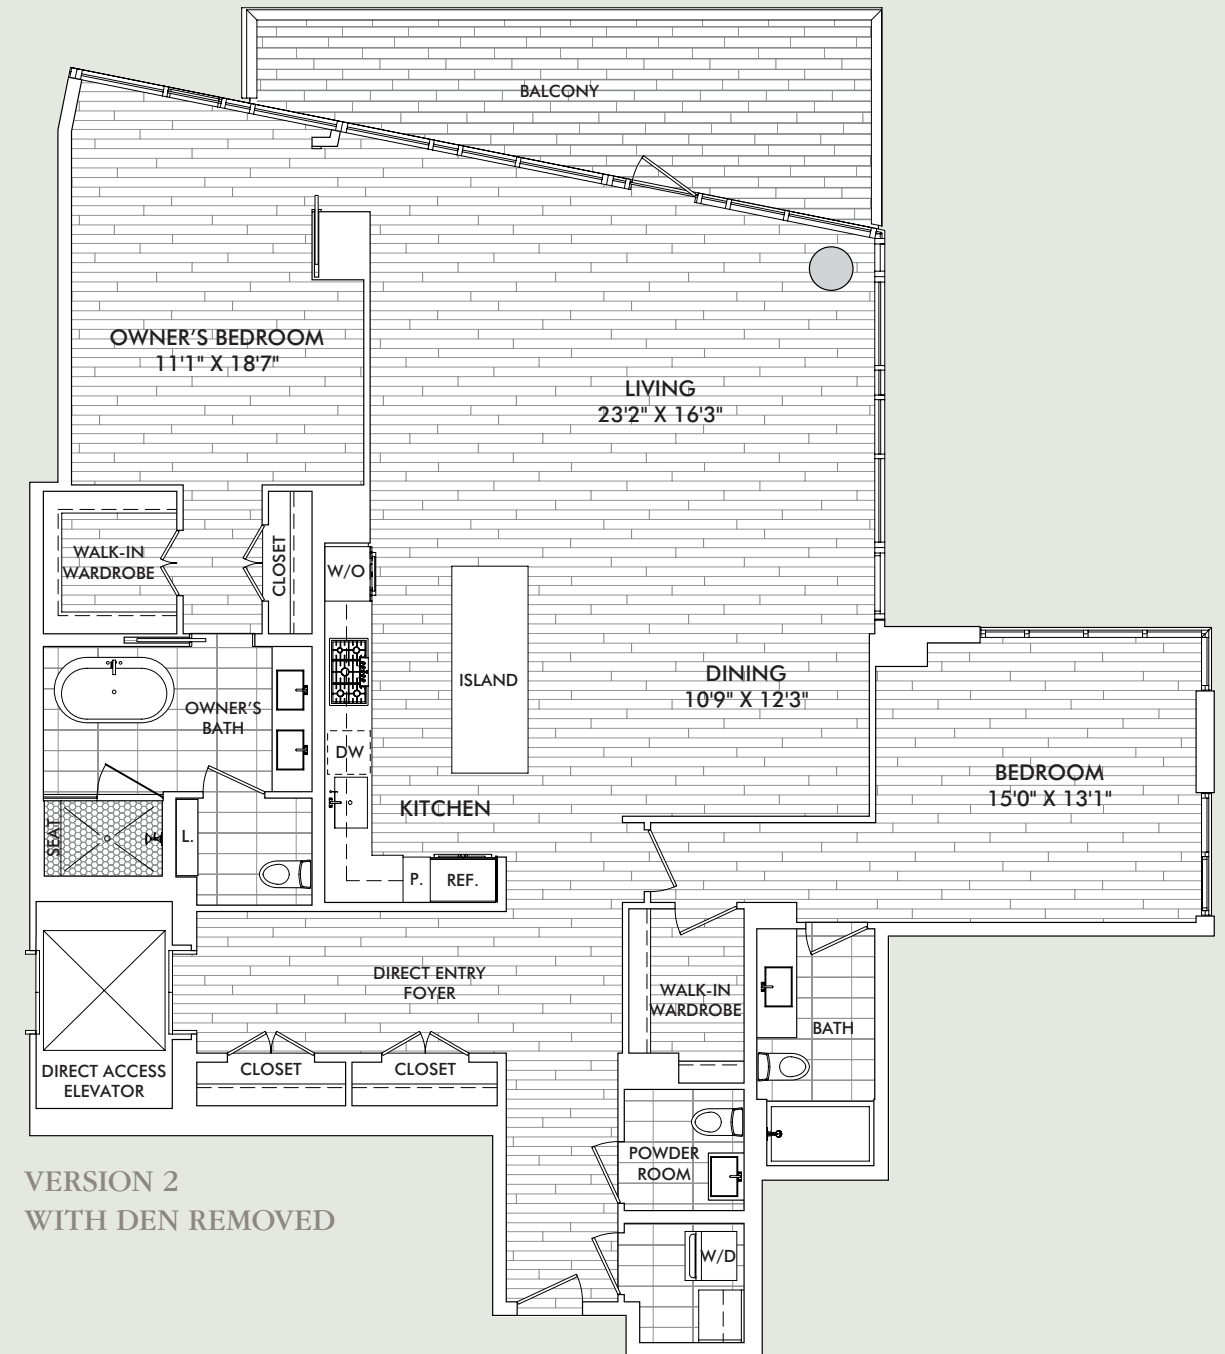 BALCONY
OWNER'S BEDROOM
11'1" X 18'7"
LIVING
23'2" X 16'3"
WALK-IN
WARDROBE
CLOSET
W/O
ISLAND
DINING
10'9" X 12'3"
OWNER'S
BATH
DW
BEDROOM
15'0" X 13'1"
KITCHEN
SEAT
L.
P.
REF.
DIRECT ENTRY
FOYER
WALK-IN
WARDROBE
BATH
CLOSET
CLOSET
DIRECT ACCESS
ELEVATOR
POWDER
ROOM
W/D
VERSION 2
WITH DEN REMOVED